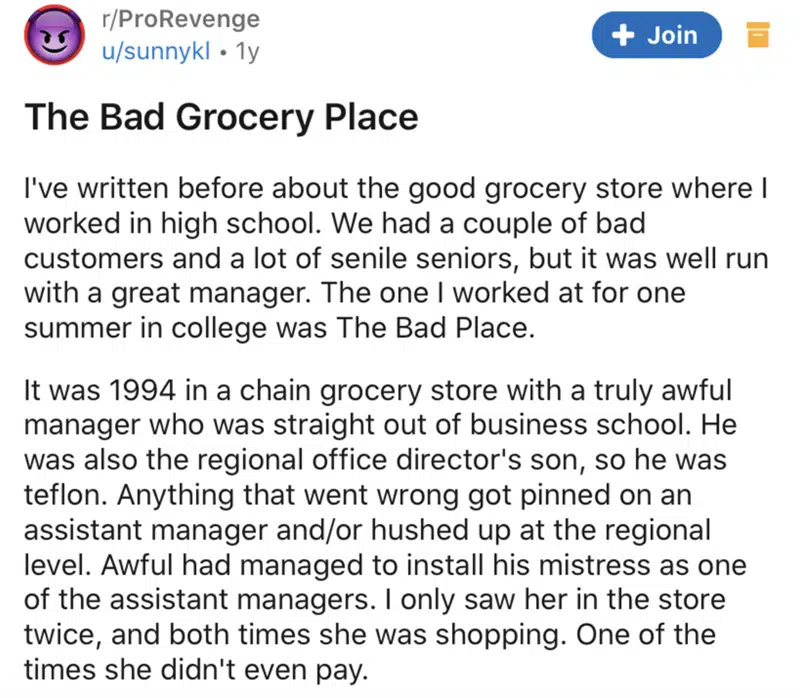 r/ProRevenge
u/sunnykl • 1y
+ Join
The Bad Grocery Place
I've written before about the good grocery store where I
worked in high school. We had a couple of bad
customers and a lot of senile seniors, but it was well run
with a great manager. The one I worked at for one
summer in college was The Bad Place.
It was 1994 in a chain grocery store with a truly awful
manager who was straight out of business school. He
was also the regional office director's son, so he was
teflon. Anything that went wrong got pinned on an
assistant manager and/or hushed up at the regional
level. Awful had managed to install his mistress as one
of the assistant managers. I only saw her in the store
twice, and both times she was shopping. One of the
times she didn't even pay.